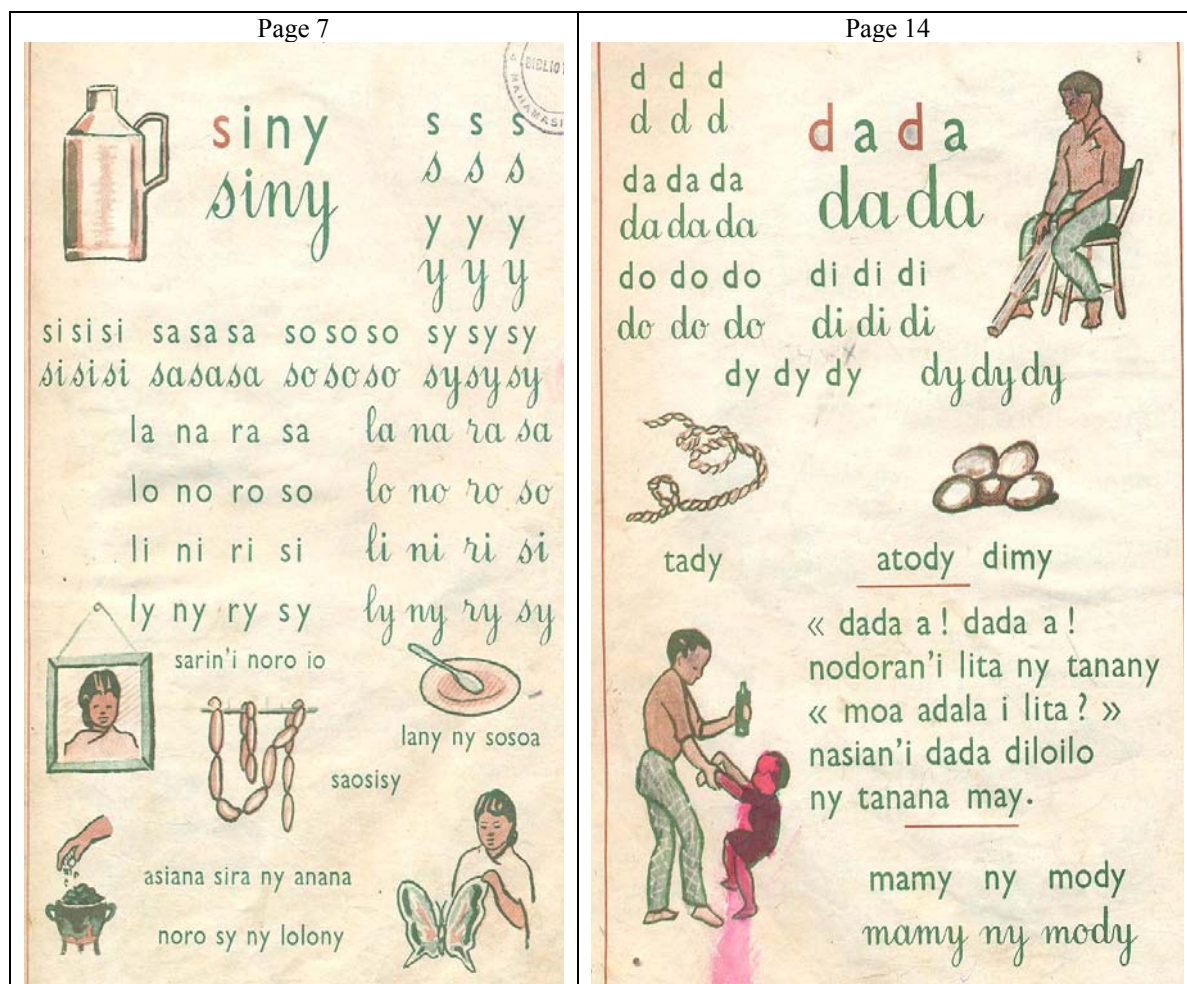 Page 7
BIBLIO
MAHAMASI
siny
siny
s s s
s s s
y y y
y y y
si si si sa sa sa so so so sy sy sy
si si si sa sa sa so so so sy sy sy
la na ra sa la na ra sa
lo no ro so lo no ro so
li ni ri si li ni ri si
ly ny ry sy ly ny ry sy
sarin'i noro io
lany ny sosoa
saosisy
asiana sira ny anana
noro sy ny lolony
Page 14
d d d
d d d
dada
dada
da da da
da da da
do do do di di di
do do do di di di
dy dy dy dy dy dy
tady
atody dimy
« dada a ! dada a !
nodoran'i lita ny tanany
« moa adala i lita ? »
nasian'i dada diloilo
ny tanana may.
mamy ny mody
mamy ny mody